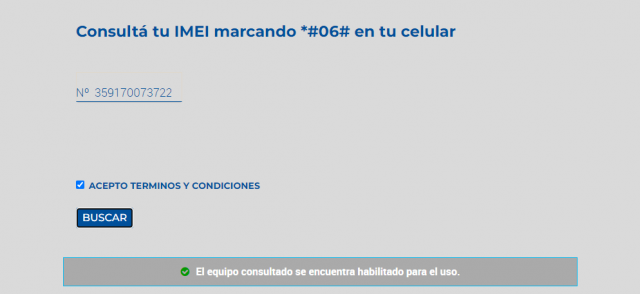 Consultá tu IMEI marcando *#06# en tu celular
Nº 359170073722
ACEPTO TERMINOS Y CONDICIONES
BUSCAR
El equipo consultado se encuentra habilitado para el uso.